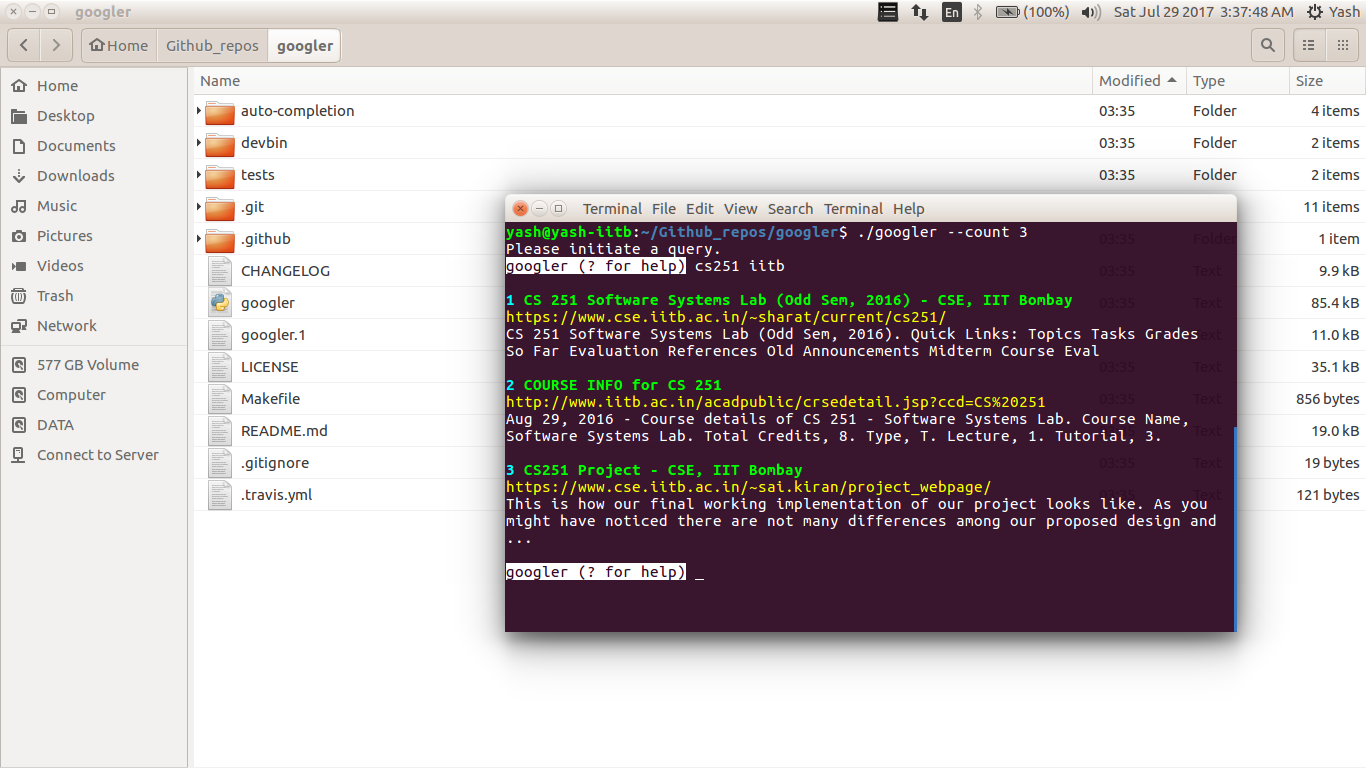 googler
En
(100%)
Sat Jul 29 2017 3:37:48 AM
Yash
Home
Github_repos
googler
Name
Modified
Type
Size
Home
Desktop
Documents
Downloads
Music
Pictures
Videos
Trash
Network
577 GB Volume
Computer
DATA
Connect to Server
auto-completion 03:35 Folder 4 items
devbin 03:35 Folder 2 items
tests 03:35 Folder 2 items
.git 11 items
.github 03:35 Folder 1 item
CHANGELOG 03:35 Text 9.9 kB
googler 03:35 Text 85.4 kB
googler.1 03:35 Text 11.0 kB
LICENSE 03:35 Text 35.1 kB
Makefile 03:35 Text 856 bytes
README.md 03:35 Text 19.0 kB
.gitignore 03:35 Text 19 bytes
.travis.yml 03:35 Text 121 bytes
Terminal File Edit View Search Terminal Help
yash@yash-iitb:~/Github_repos/googler$ ./googler --count 3
Please initiate a query.
googler (? for help) cs251 iitb
1 CS 251 Software Systems Lab (Odd Sem, 2016) - CSE, IIT Bombay
https://www.cse.iitb.ac.in/~sharat/current/cs251/
CS 251 Software Systems Lab (Odd Sem, 2016). Quick Links: Topics Tasks Grades
So Far Evaluation References Old Announcements Midterm Course Eval
2 COURSE INFO for CS 251
http://www.iitb.ac.in/acadpublic/crsedetail.jsp?ccd=CS%20251
Aug 29, 2016 - Course details of CS 251 - Software Systems Lab. Course Name,
Software Systems Lab. Total Credits, 8. Type, T. Lecture, 1. Tutorial, 3.
3 CS251 Project - CSE, IIT Bombay
https://www.cse.iitb.ac.in/~sai.kiran/project_webpage/
This is how our final working implementation of our project looks like. As you
might have noticed there are not many differences among our proposed design and
...
googler (? for help) _